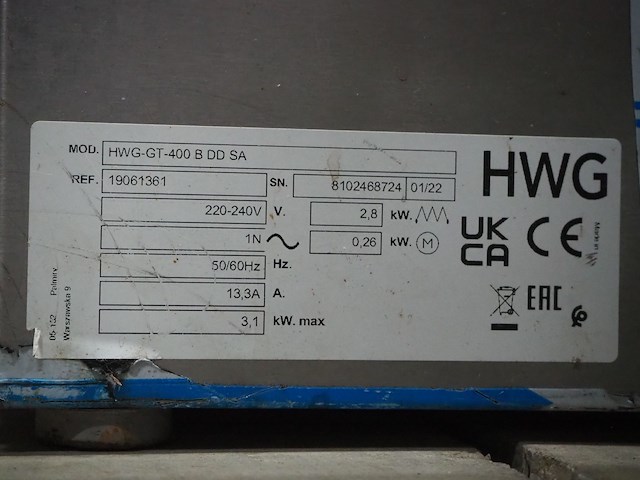 MOD. HWG-GT-400 B DD SA
HWG
REF. 19061361 SN. 8102468724 01/22
220-240V V. 2,8 kW.
1N kW. 0,26 M
50/60Hz Hz.
13,3A A.
3,1 kW. max
UK
CA
CE
EAC
05-152, Palmiry
Warszawska 9